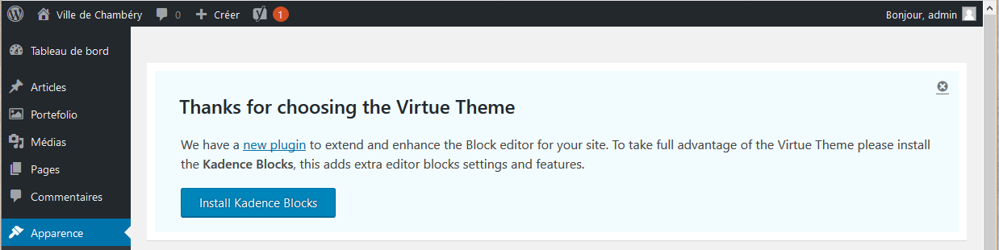 Ville de Chambéry 0 Créer 1 Bonjour, admin
Tableau de bord
Articles
Portefolio
Médias
Pages
Commentaires
Apparence
Thanks for choosing the Virtue Theme
We have a new plugin to extend and enhance the Block editor for your site. To take full advantage of the Virtue Theme please install
the Kadence Blocks, this adds extra editor blocks settings and features.
Install Kadence Blocks